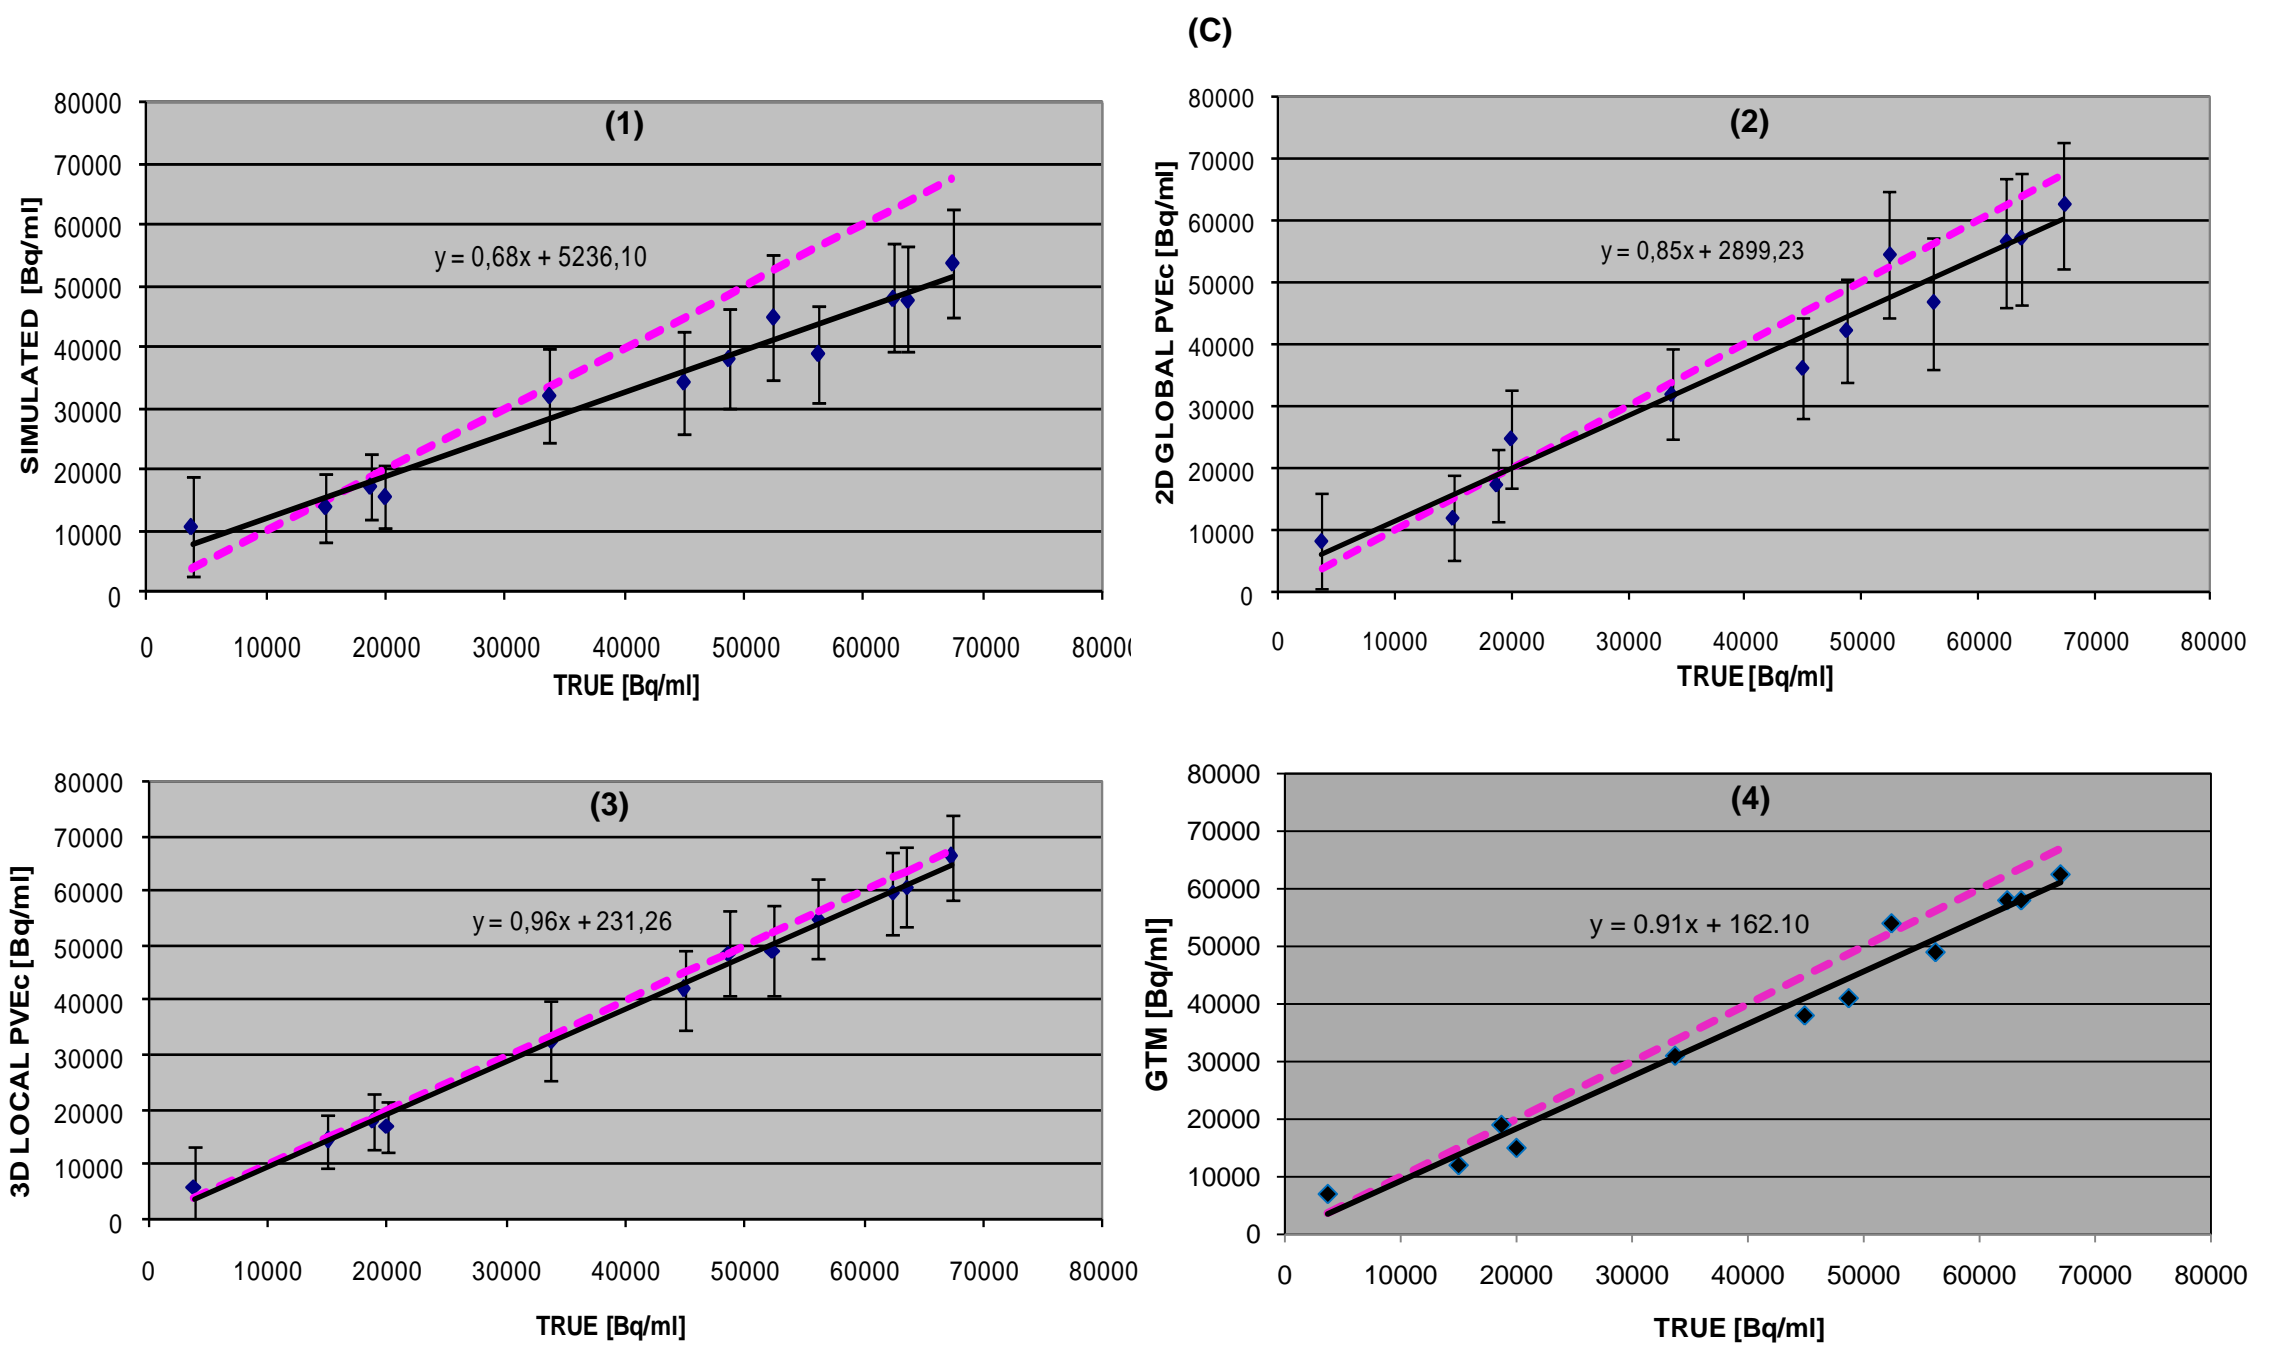 (C)
(1)
80000
70000
60000
50000
40000
30000
20000
10000
0
SIMULATED [Bq/ml]
y = 0,68x + 5236,10
0 10000 20000 30000 40000 50000 60000 70000 80000
TRUE [Bq/ml]
(2)
80000
70000
60000
50000
40000
30000
20000
10000
0
2D GLOBAL PVEc [Bq/ml]
y = 0,85x + 2899,23
0 10000 20000 30000 40000 50000 60000 70000 80000
TRUE [Bq/ml]
(3)
80000
70000
60000
50000
40000
30000
20000
10000
0
3D LOCAL PVEc [Bq/ml]
y = 0,96x + 231,26
0 10000 20000 30000 40000 50000 60000 70000 80000
TRUE [Bq/ml]
(4)
80000
70000
60000
50000
40000
30000
20000
10000
0
GTM [Bq/ml]
y = 0.91x + 162.10
0 10000 20000 30000 40000 50000 60000 70000 80000
TRUE [Bq/ml]